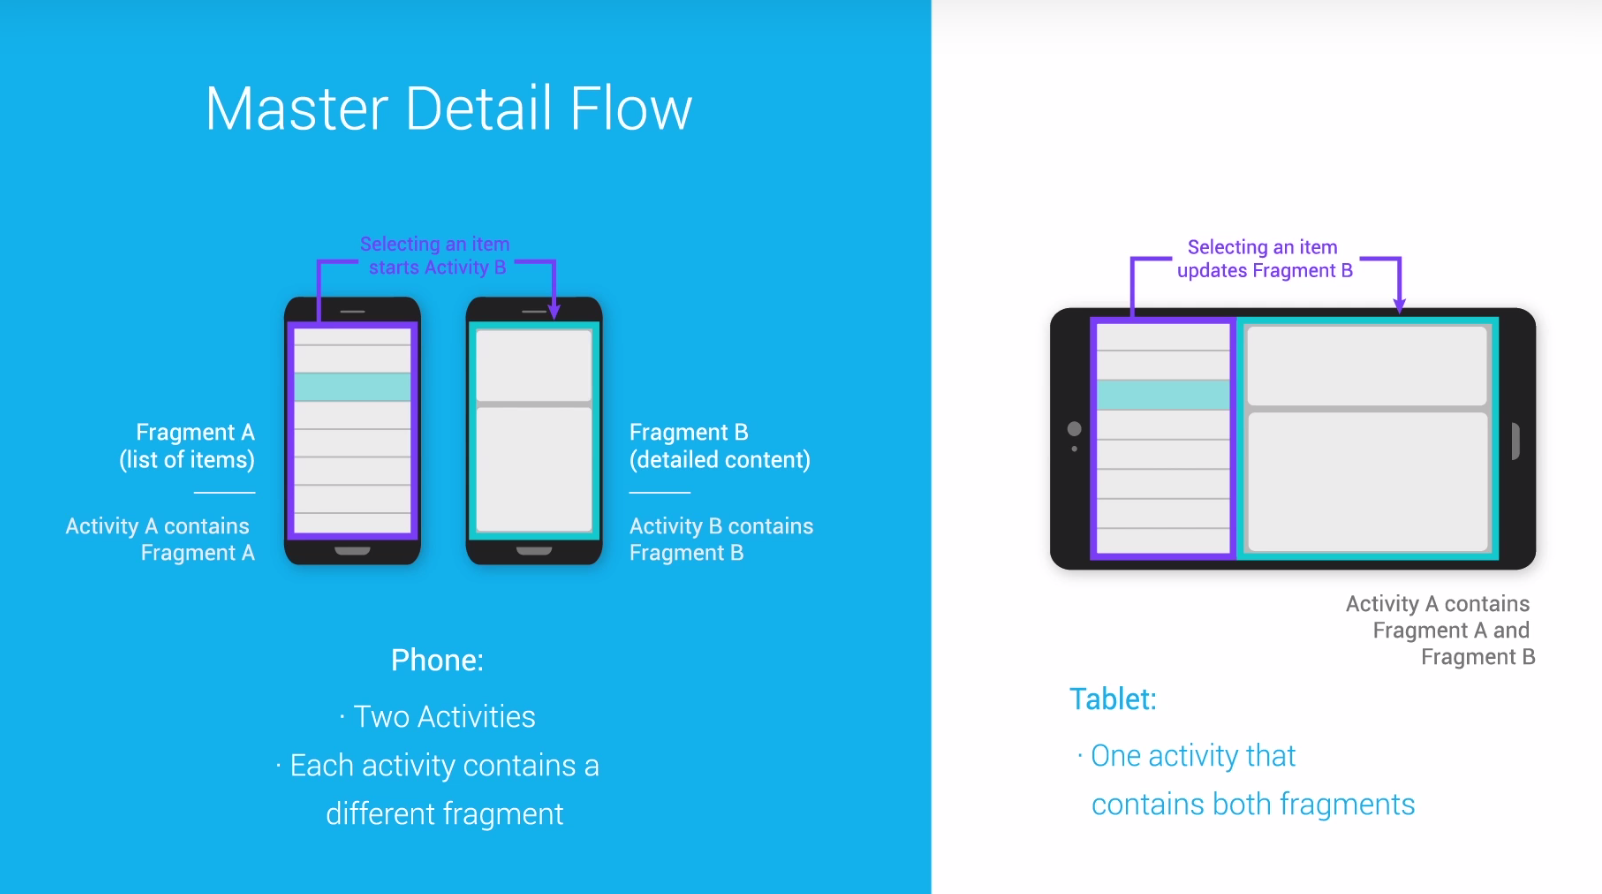 Master Detail Flow
Selecting an item
starts Activity B
Fragment A
(list of items)
Activity A contains
Fragment A
Fragment B
(detailed content)
Activity B contains
Fragment B
Phone:
· Two Activities
· Each activity contains a
different fragment
Selecting an item
updates Fragment B
Activity A contains
Fragment A and
Fragment B
Tablet:
· One activity that
contains both fragments